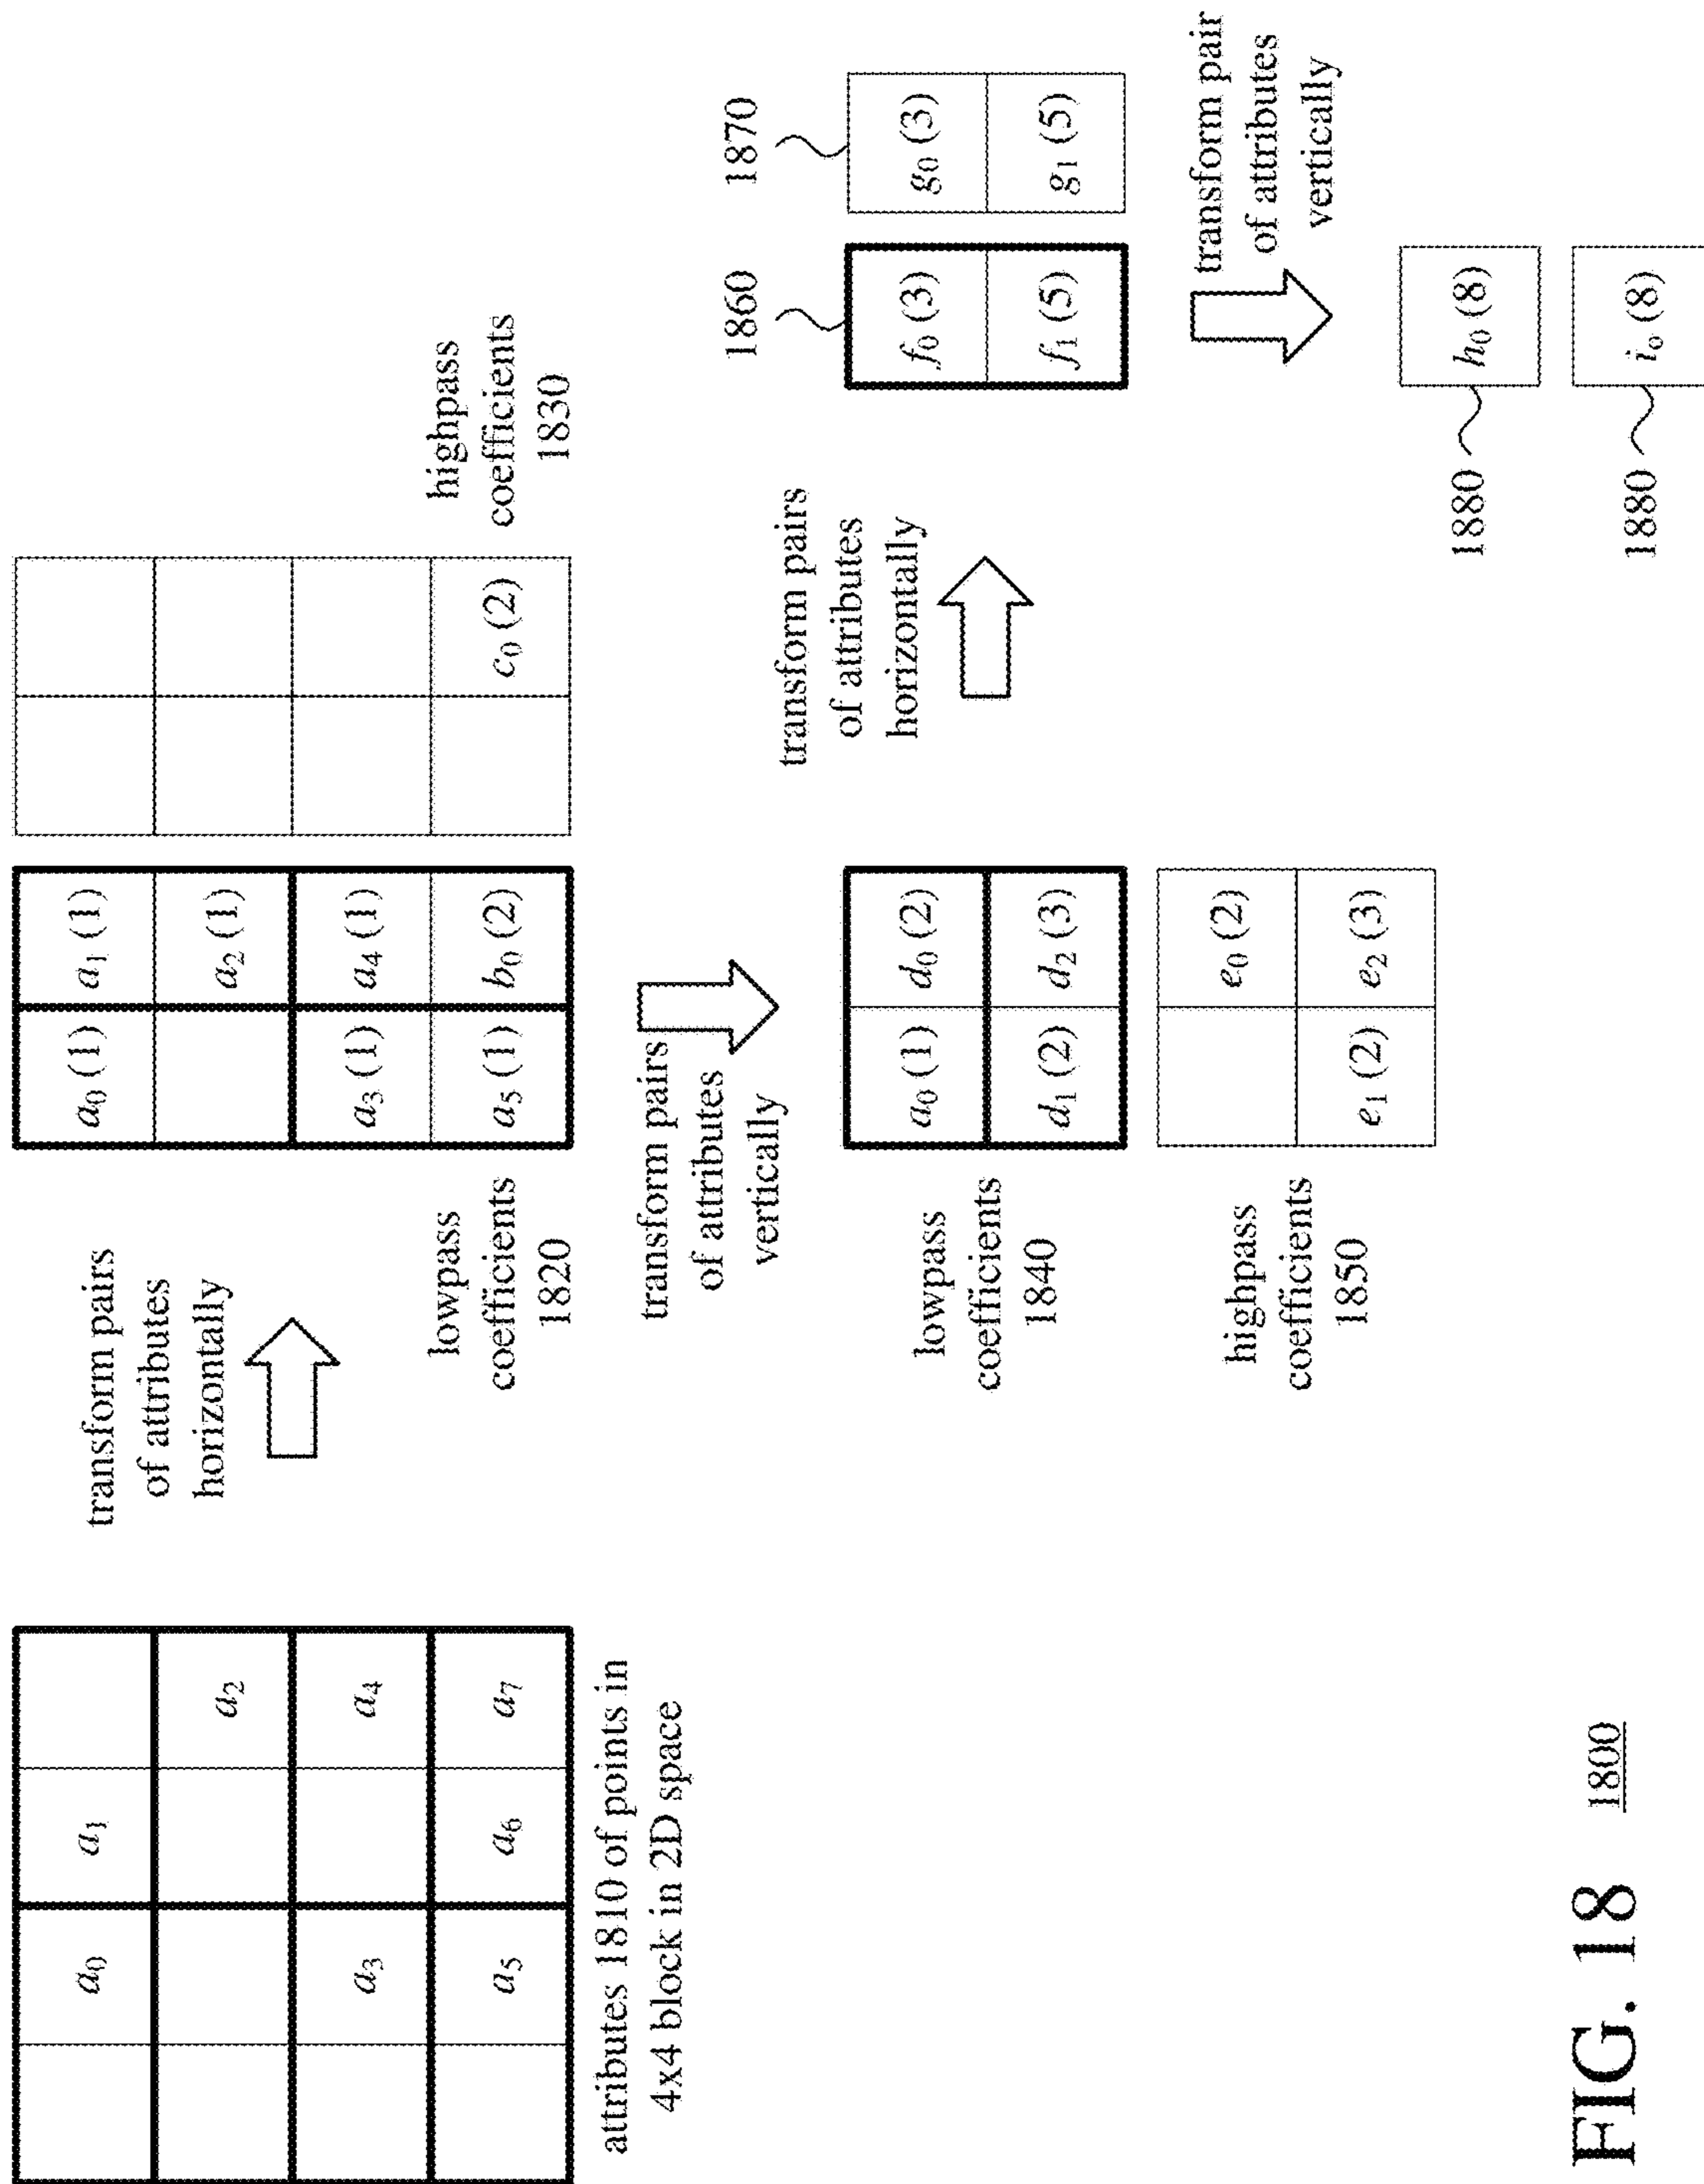 a₀ a₁
a₂
a₃ a₄
a₅ a₆ a₇
attributes 1810 of points in
4x4 block in 2D space
transform pairs
of attributes
horizontally
a₀ (1) a₁ (1)
a₂ (1)
a₃ (1) a₄ (1)
a₅ (1) b₀ (2)
lowpass
coefficients
1820
c₀ (2)
highpass
coefficients
1830
transform pairs
of attributes
vertically
a₀ (1) d₀ (2)
d₁ (2) d₂ (3)
lowpass
coefficients
1840
e₀ (2)
e₁ (2) e₂ (3)
highpass
coefficients
1850
transform pairs
of attributes
horizontally
1860
f₀ (3)
f₁ (5)
1870
g₀ (3)
g₁ (5)
transform pair
of attributes
vertically
1880
h₀ (8)
1880
iₒ (8)
FIG. 18 1800